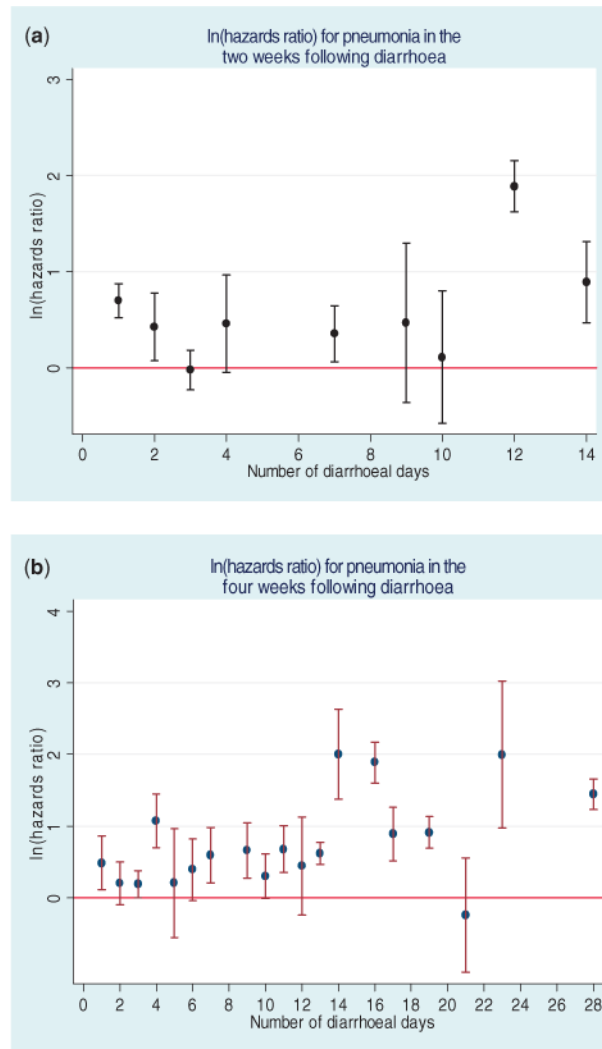 (a)
ln(hazards ratio) for pneumonia in the
two weeks following diarrhoea
ln(hazards ratio)
3
2
1
0
0 2 4 6 8 10 12 14
Number of diarrhoeal days
(b)
ln(hazards ratio) for pneumonia in the
four weeks following diarrhoea
ln(hazards ratio)
4
3
2
1
0
0 2 4 6 8 10 12 14 16 18 20 22 24 26 28
Number of diarrhoeal days